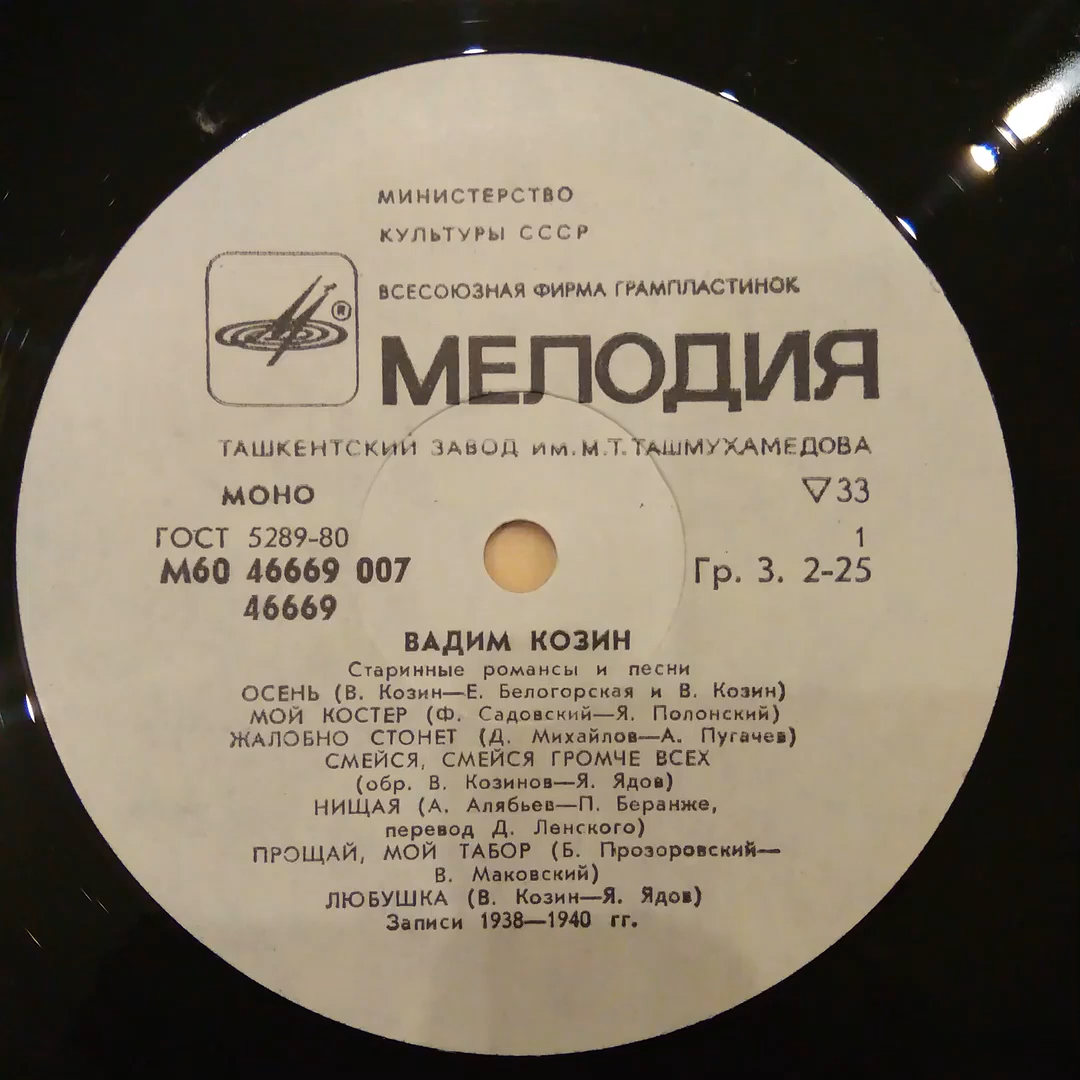 МИНИСТЕРСТВО
КУЛЬТУРЫ СССР
ВСЕСОЮЗНАЯ ФИРМА ГРАМПЛАСТИНОК
®
МЕЛОДИЯ
ТАШКЕНТСКИЙ ЗАВОД им. М.Т. ТАШМУХАМЕДОВА
МОНО ▽33
ГОСТ 5289-80 1
М60 46669 007 Гр. 3. 2-25
46669
ВАДИМ КОЗИН
Старинные романсы и песни
ОСЕНЬ (В. Козин—Е. Белогорская и В. Козин)
МОЙ КОСТЕР (Ф. Садовский—Я. Полонский)
ЖАЛОБНО СТОНЕТ (Д. Михайлов—А. Пугачев)
СМЕЙСЯ, СМЕЙСЯ ГРОМЧЕ ВСЕХ
(обр. В. Козинов—Я. Ядов)
НИЩАЯ (А. Алябьев—П. Беранже,
перевод Д. Ленского)
ПРОЩАЙ, МОЙ ТАБОР (Б. Прозоровский—
В. Маковский)
ЛЮБУШКА (В. Козин—Я. Ядов)
Записи 1938—1940 гг.